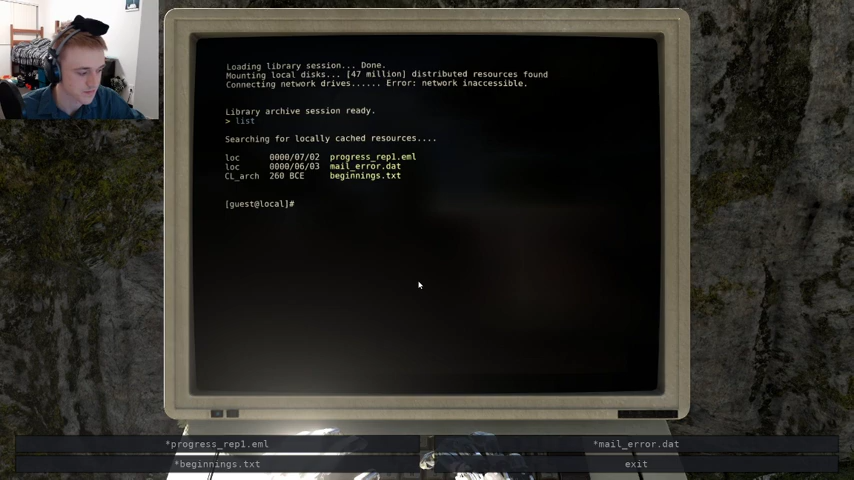 Loading library session... Done.
Mounting local disks... [47 million] distributed resources found
Connecting network drives...... Error: network inaccessible.
Library archive session ready.
> list
Searching for locally cached resources....
loc 0000/07/02 progress_rep1.eml
loc 0000/06/03 mail_error.dat
CL_arch 260 BCE beginnings.txt
[guest@local]#
*progress_rep1.eml *mail_error.dat
*beginnings.txt exit